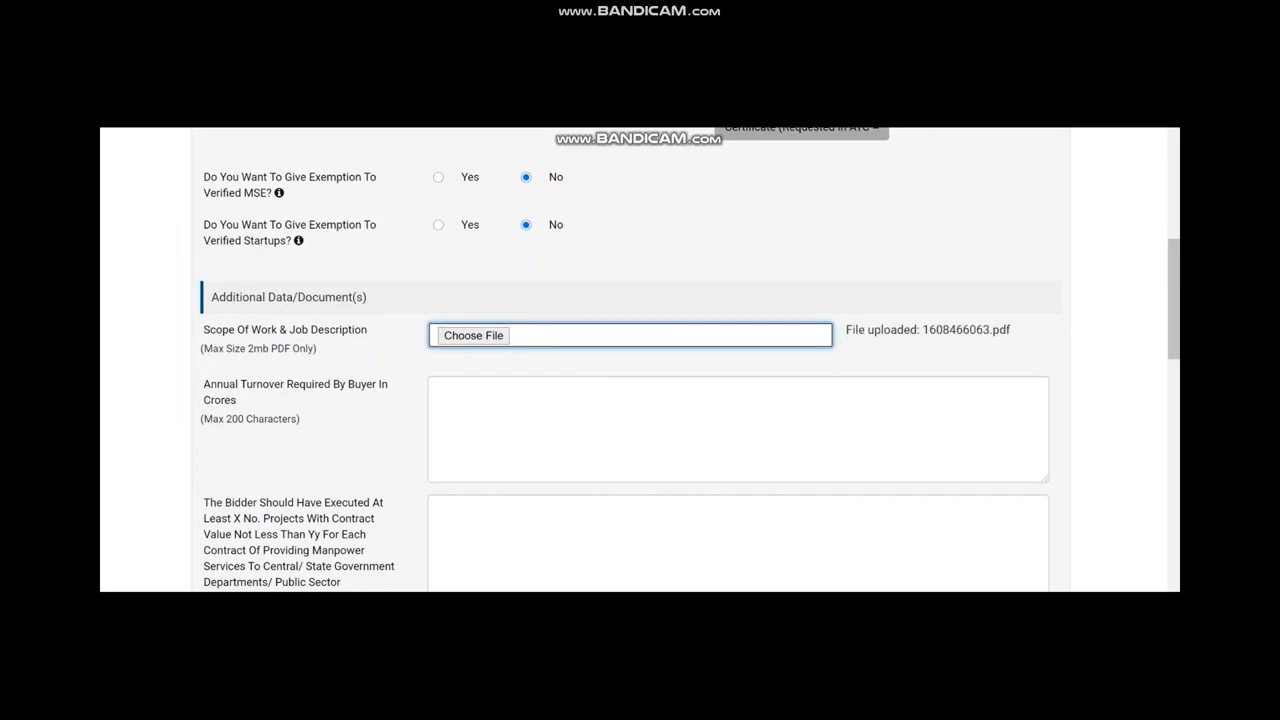 www.BANDICAM.com
Certificate (Requested In ATC
www.BANDICAM.com
Do You Want To Give Exemption To
Verified MSE?
Yes
No
Do You Want To Give Exemption To
Verified Startups?
Yes
No
Additional Data/Document(s)
Scope Of Work & Job Description
(Max Size 2mb PDF Only)
Choose File
File uploaded: 1608466063.pdf
Annual Turnover Required By Buyer In
Crores
(Max 200 Characters)
The Bidder Should Have Executed At
Least X No. Projects With Contract
Value Not Less Than Yy For Each
Contract Of Providing Manpower
Services To Central/ State Government
Departments/ Public Sector